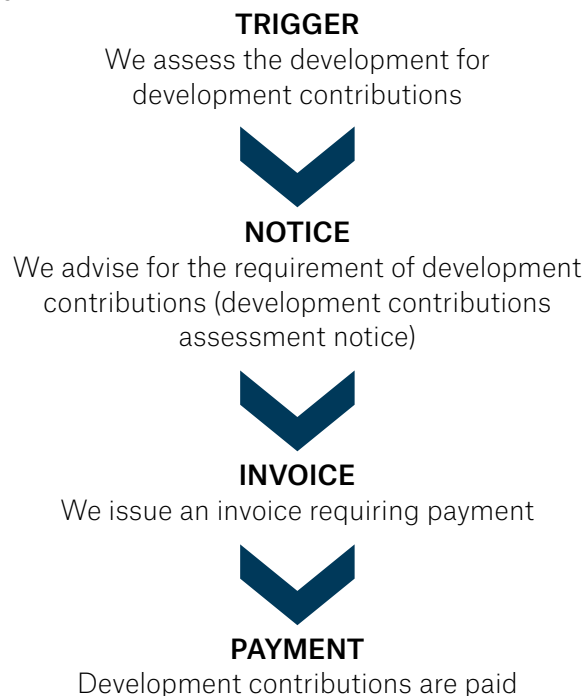 TRIGGER
We assess the development for
development contributions
NOTICE
We advise for the requirement of development
contributions (development contributions
assessment notice)
INVOICE
We issue an invoice requiring payment
PAYMENT
Development contributions are paid